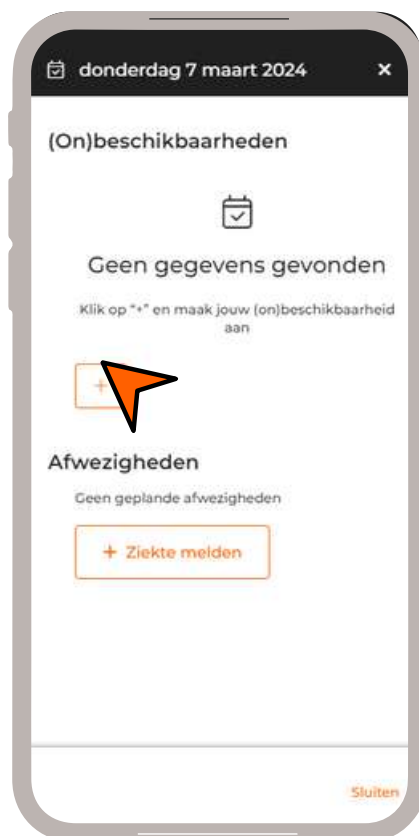 donderdag 7 maart 2024 ×
(On)beschikbaarheden
Geen gegevens gevonden
Klik op "+" en maak jouw (on)beschikbaarheid
aan
+
Afwezigheden
Geen geplande afwezigheden
+ Ziekte melden
Sluiten